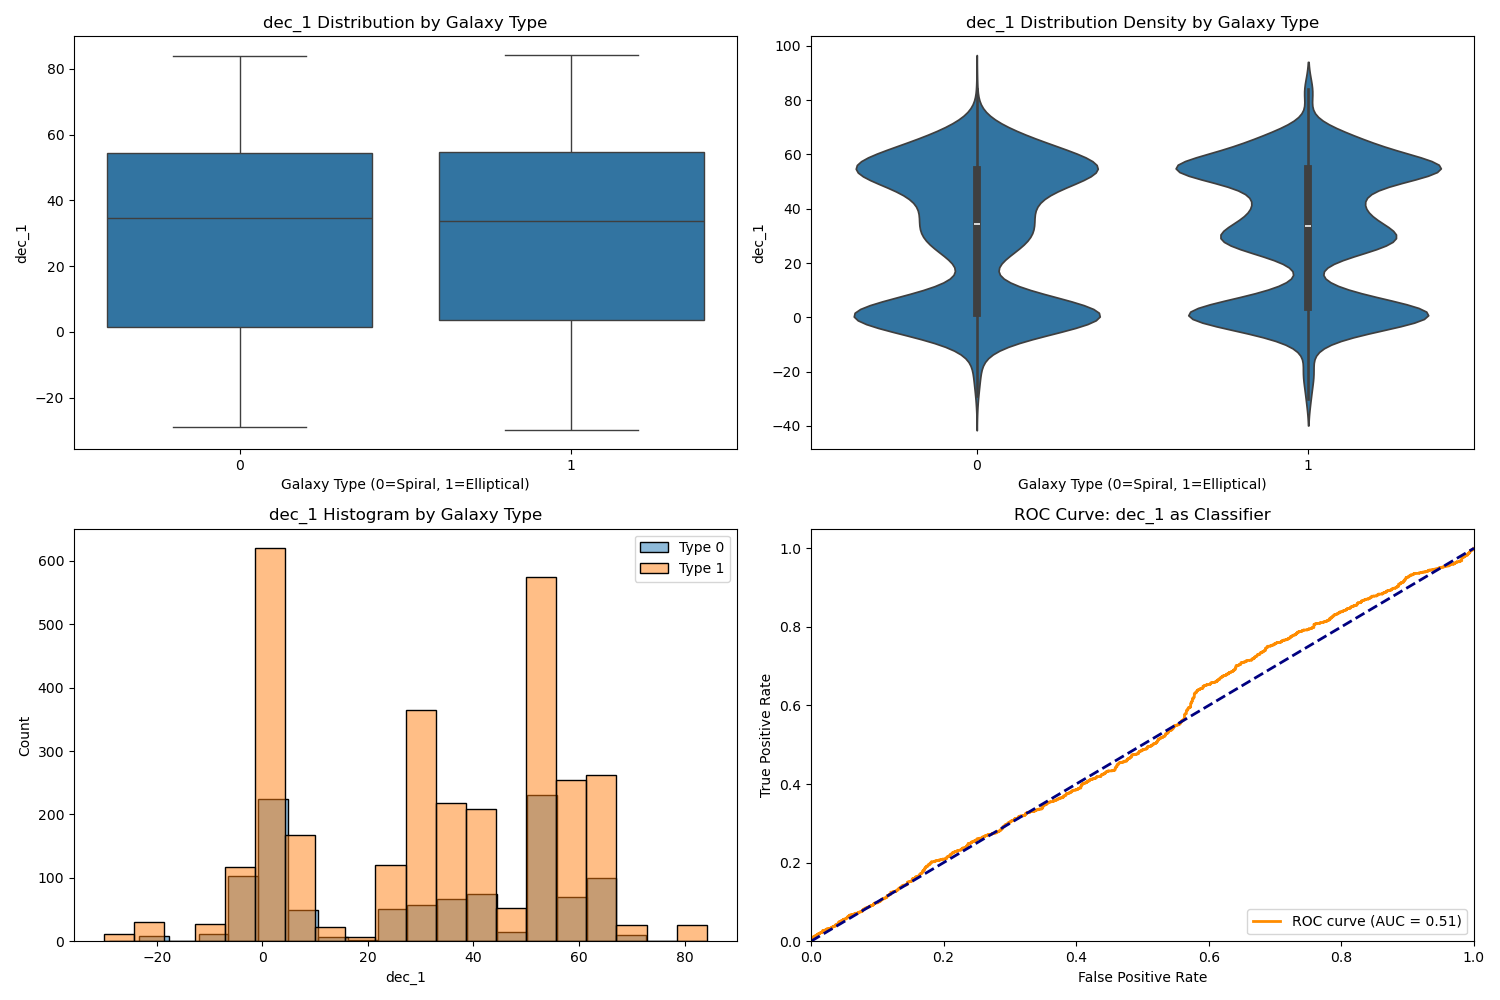 dec_1 Distribution by Galaxy Type
80
60
40
20
0
−20
dec_1
0
1
Galaxy Type (0=Spiral, 1=Elliptical)
dec_1 Distribution Density by Galaxy Type
100
80
60
40
20
0
−20
−40
dec_1
0
1
Galaxy Type (0=Spiral, 1=Elliptical)
dec_1 Histogram by Galaxy Type
Type 0
Type 1
600
500
400
300
200
100
0
Count
−20
0
20
40
60
80
dec_1
ROC Curve: dec_1 as Classifier
1.0
0.8
0.6
0.4
0.2
0.0
True Positive Rate
ROC curve (AUC = 0.51)
0.0
0.2
0.4
0.6
0.8
1.0
False Positive Rate